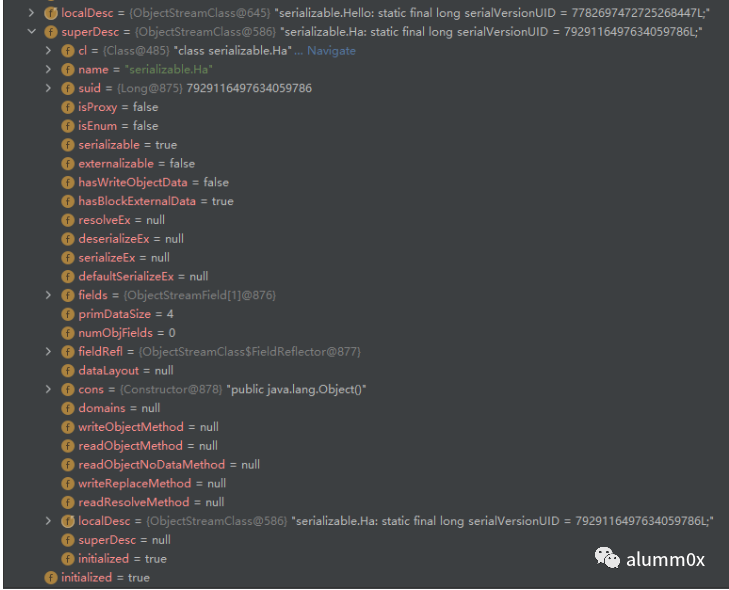 localDesc = {ObjectStreamClass@645} "serializable.Hello: static final long serialVersionUID = 7782697472725268447L;"
superDesc = {ObjectStreamClass@586} "serializable.Ha: static final long serialVersionUID = 7929116497634059786L;"
f cl = {Class@485} "class serializable.Ha"... Navigate
f name = "serializable.Ha"
f suid = {Long@875} 7929116497634059786
f isProxy = false
f isEnum = false
f serializable = true
f externalizable = false
f hasWriteObjectData = false
f hasBlockExternalData = true
f resolveEx = null
f deserializeEx = null
f serializeEx = null
f defaultSerializeEx = null
f fields = {ObjectStreamField[1]@876}
f primDataSize = 4
f numObjFields = 0
f fieldRefl = {ObjectStreamClass$FieldReflector@877}
f dataLayout = null
f cons = {Constructor@878} "public java.lang.Object()"
f domains = null
f writeObjectMethod = null
f readObjectMethod = null
f readObjectNoDataMethod = null
f writeReplaceMethod = null
f readResolveMethod = null
f localDesc = {ObjectStreamClass@586} "serializable.Ha: static final long serialVersionUID = 7929116497634059786L;"
f superDesc = null
f initialized = true
f initialized = true
alumm0x